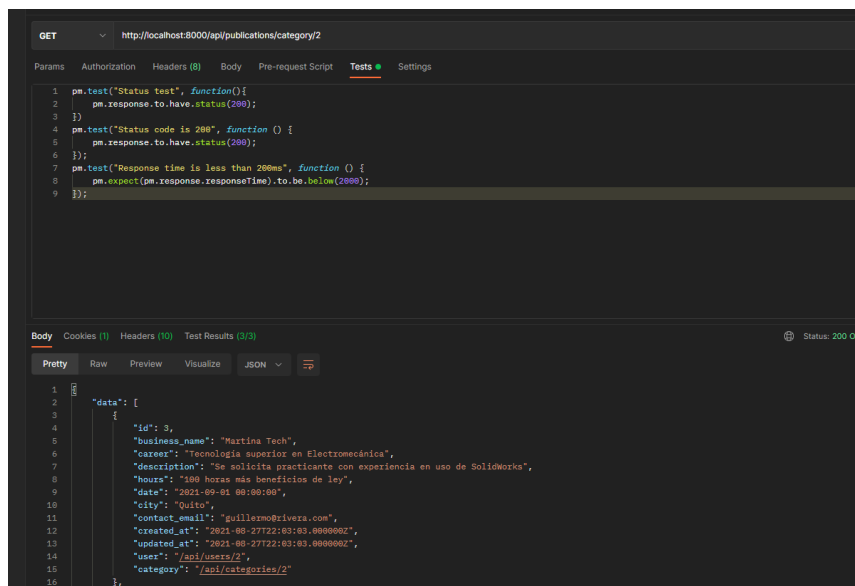 GET http://localhost:8000/api/publications/category/2
Params Authorization Headers (8) Body Pre-request Script Tests Settings
1 pm.test("Status test", function(){
2 pm.response.to.have.status(200);
3 })
4 pm.test("Status code is 200", function () {
5 pm.response.to.have.status(200);
6 });
7 pm.test("Response time is less than 200ms", function () {
8 pm.expect(pm.response.responseTime).to.be.below(2000);
9 });
Body Cookies (1) Headers (10) Test Results (3/3) Status: 200 O
Pretty Raw Preview Visualize JSON
1 {
2 "data": [
3 {
4 "id": 3,
5 "business_name": "Martina Tech",
6 "career": "Tecnología superior en Electromecánica",
7 "description": "Se solicita practicante con experiencia en uso de SolidWorks",
8 "hours": "100 horas más beneficios de ley",
9 "date": "2021-09-01 00:00:00",
10 "city": "Quito",
11 "contact_email": "guillermo@rivera.com",
12 "created_at": "2021-08-27T22:03:03.000000Z",
13 "updated_at": "2021-08-27T22:03:03.000000Z",
14 "user": "/api/users/2",
15 "category": "/api/categories/2"
16 },